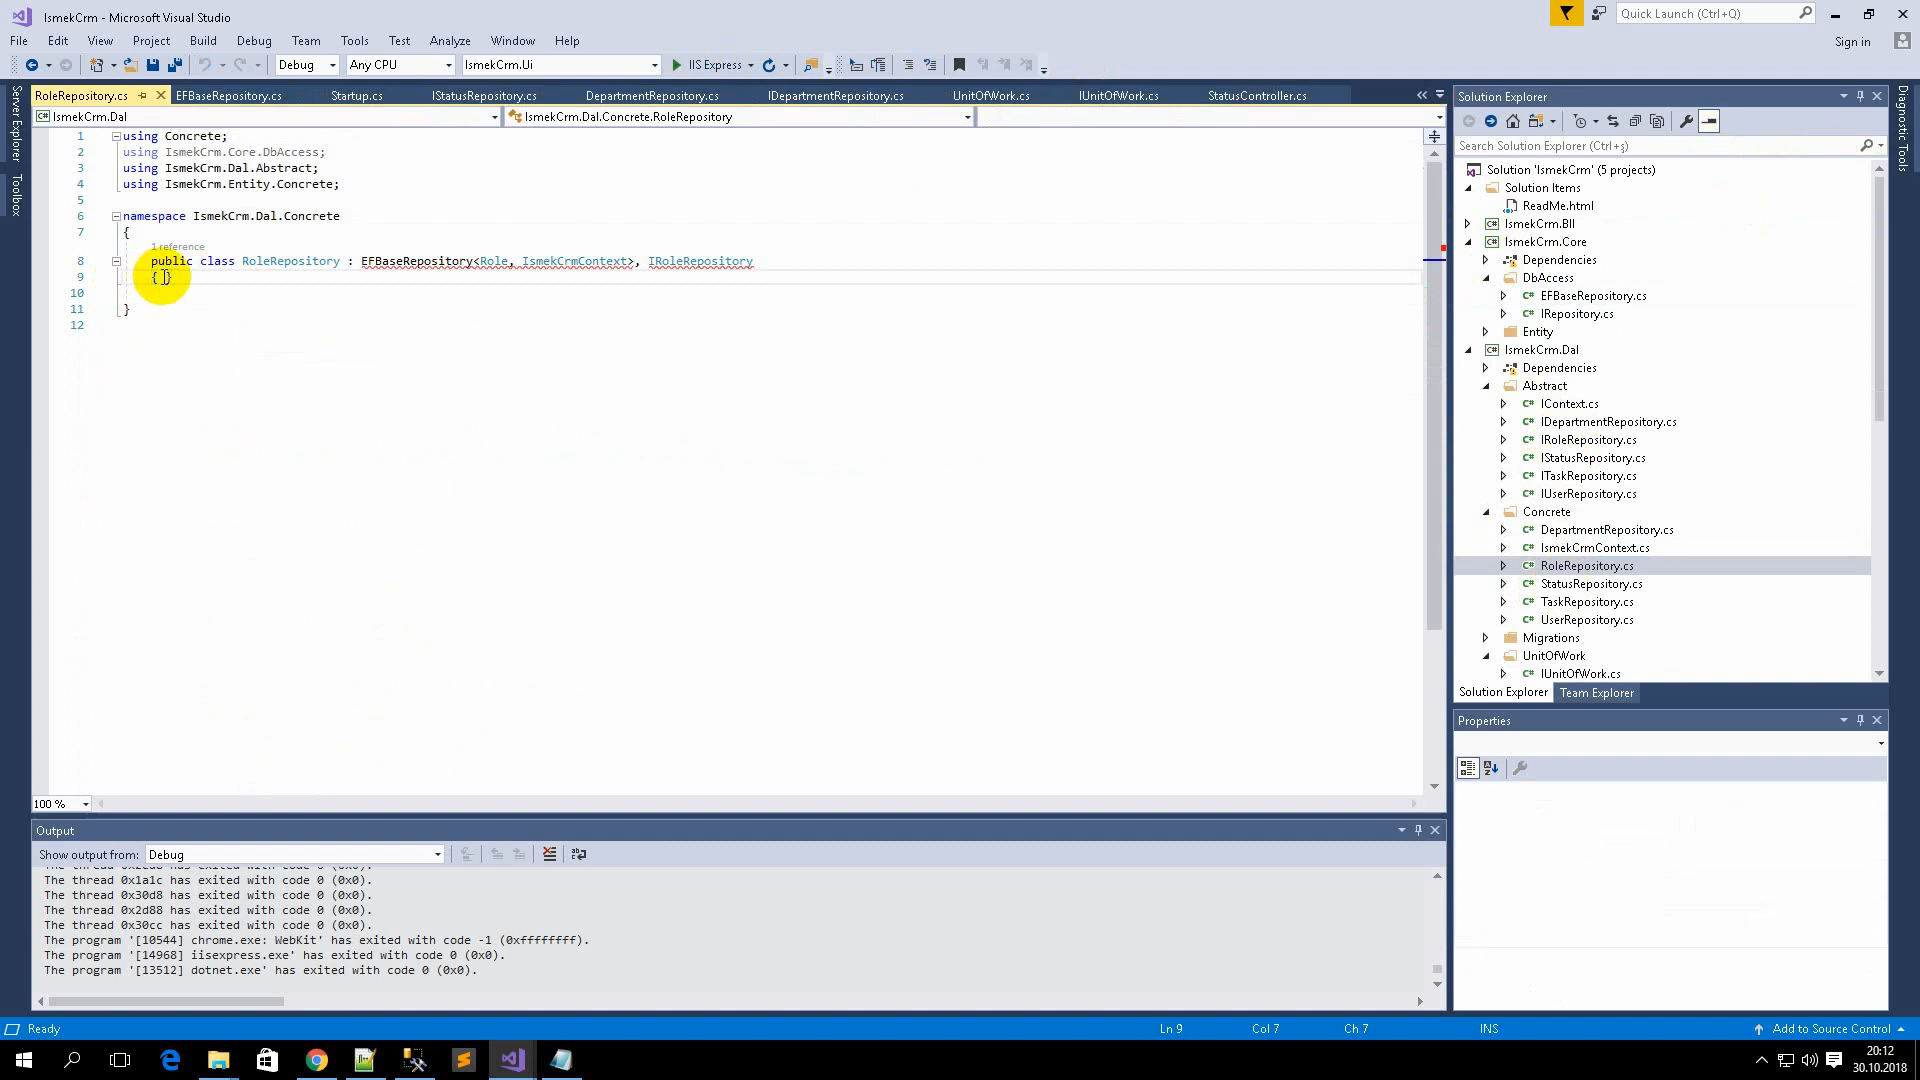 IsmekCrm - Microsoft Visual Studio
Quick Launch (Ctrl+Q)
File Edit View Project Build Debug Team Tools Test Analyze Window Help
Sign in
Debug Any CPU IsmekCrm.Ui IIS Express
RoleRepository.cs EFBaseRepository.cs Startup.cs IStatusRepository.cs DepartmentRepository.cs IDepartmentRepository.cs UnitOfWork.cs IUnitOfWork.cs StatusController.cs
IsmekCrm.Dal IsmekCrm.Dal.Concrete.RoleRepository
1 using Concrete;
2 using IsmekCrm.Core.DbAccess;
3 using IsmekCrm.Dal.Abstract;
4 using IsmekCrm.Entity.Concrete;
5
6 namespace IsmekCrm.Dal.Concrete
7 {
1 reference
8 public class RoleRepository : EFBaseRepository<Role, IsmekCrmContext>, IRoleRepository
9 { }
10
11 }
12
100 %
Server Explorer
Toolbox
Output
Show output from: Debug
The thread 0x1a1c has exited with code 0 (0x0).
The thread 0x30d8 has exited with code 0 (0x0).
The thread 0x2d88 has exited with code 0 (0x0).
The thread 0x30cc has exited with code 0 (0x0).
The program '[10544] chrome.exe: WebKit' has exited with code -1 (0xffffffff).
The program '[14968] iisexpress.exe' has exited with code 0 (0x0).
The program '[13512] dotnet.exe' has exited with code 0 (0x0).
Solution Explorer
Search Solution Explorer (Ctrl+ş)
Solution 'IsmekCrm' (5 projects)
Solution Items
ReadMe.html
IsmekCrm.Bll
IsmekCrm.Core
Dependencies
DbAccess
EFBaseRepository.cs
IRepository.cs
Entity
IsmekCrm.Dal
Dependencies
Abstract
IContext.cs
IDepartmentRepository.cs
IRoleRepository.cs
IStatusRepository.cs
ITaskRepository.cs
IUserRepository.cs
Concrete
DepartmentRepository.cs
IsmekCrmContext.cs
RoleRepository.cs
StatusRepository.cs
TaskRepository.cs
UserRepository.cs
Migrations
UnitOfWork
IUnitOfWork.cs
Solution Explorer Team Explorer
Properties
Diagnostic Tools
Ready Ln 9 Col 7 Ch 7 INS Add to Source Control
20:12
30.10.2018